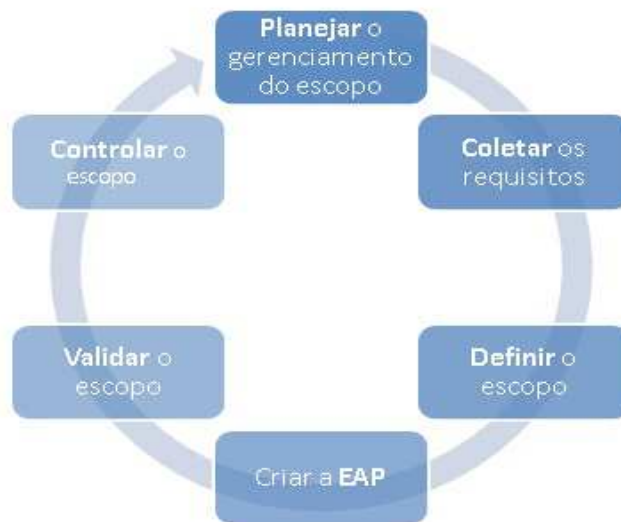 Planejar o
gerenciamento
do escopo
Coletar os
requisitos
Definir o
escopo
Criar a EAP
Validar o
escopo
Controlar o
escopo